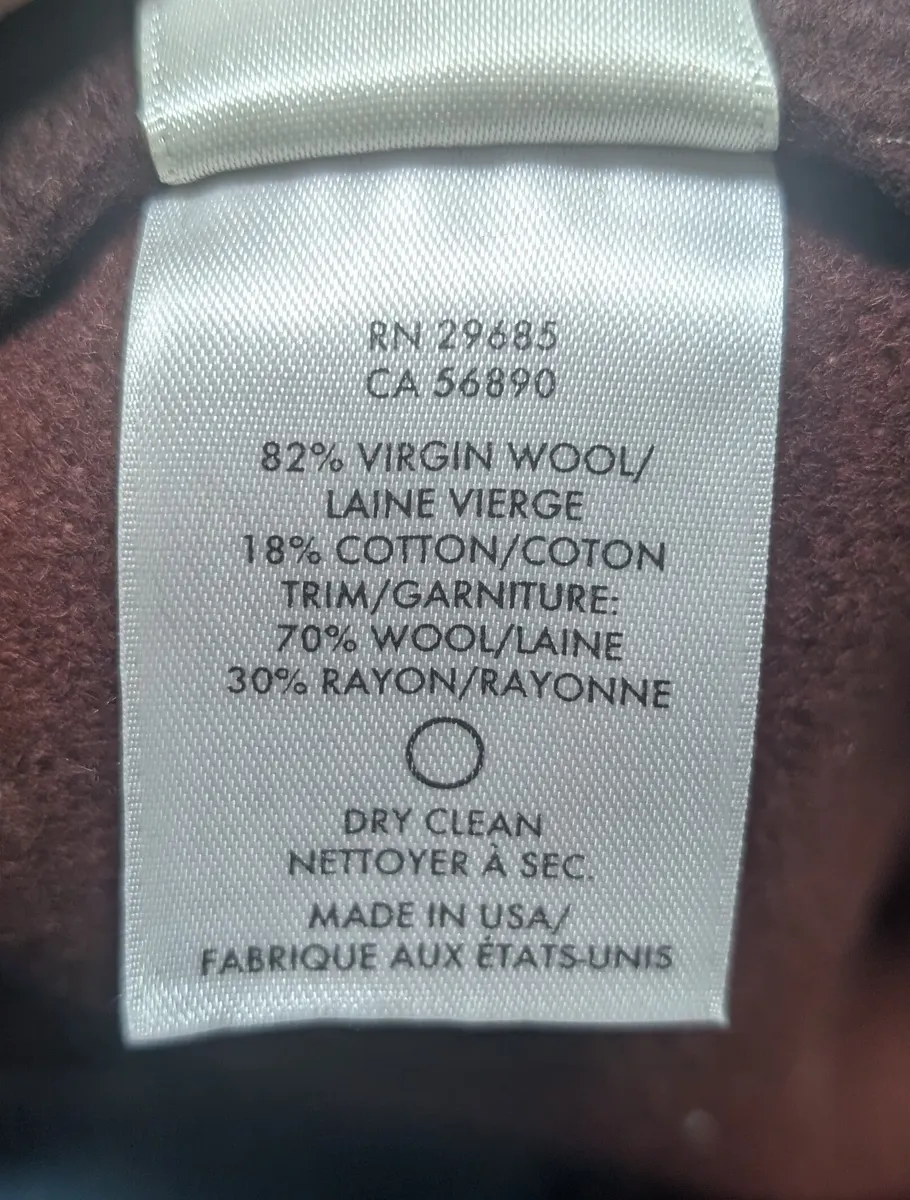 RN 29685
CA 56890
82% VIRGIN WOOL/
LAINE VIERGE
18% COTTON/COTON
TRIM/GARNITURE:
70% WOOL/LAINE
30% RAYON/RAYONNE
DRY CLEAN
NETTOYER À SEC.
MADE IN USA/
FABRIQUE AUX ÉTATS-UNIS